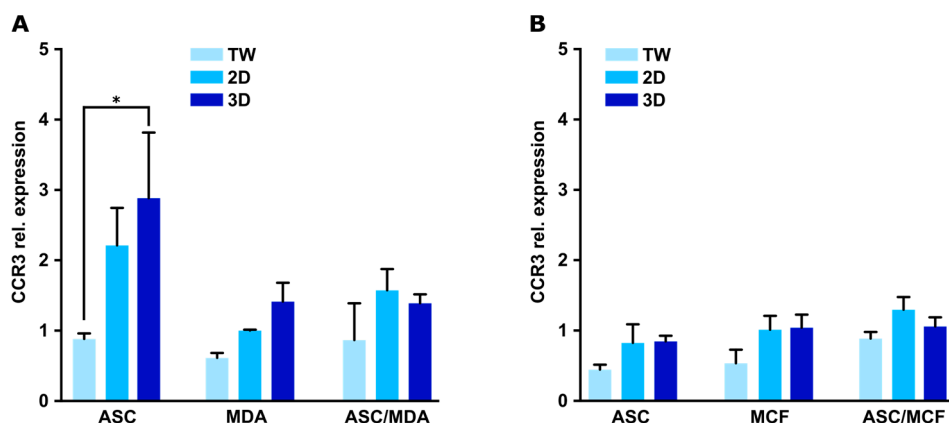 A
CCR3 rel. expression
5
4
3
2
1
0
TW
2D
3D
*
ASC
MDA
ASC/MDA
B
CCR3 rel. expression
5
4
3
2
1
0
TW
2D
3D
ASC
MCF
ASC/MCF